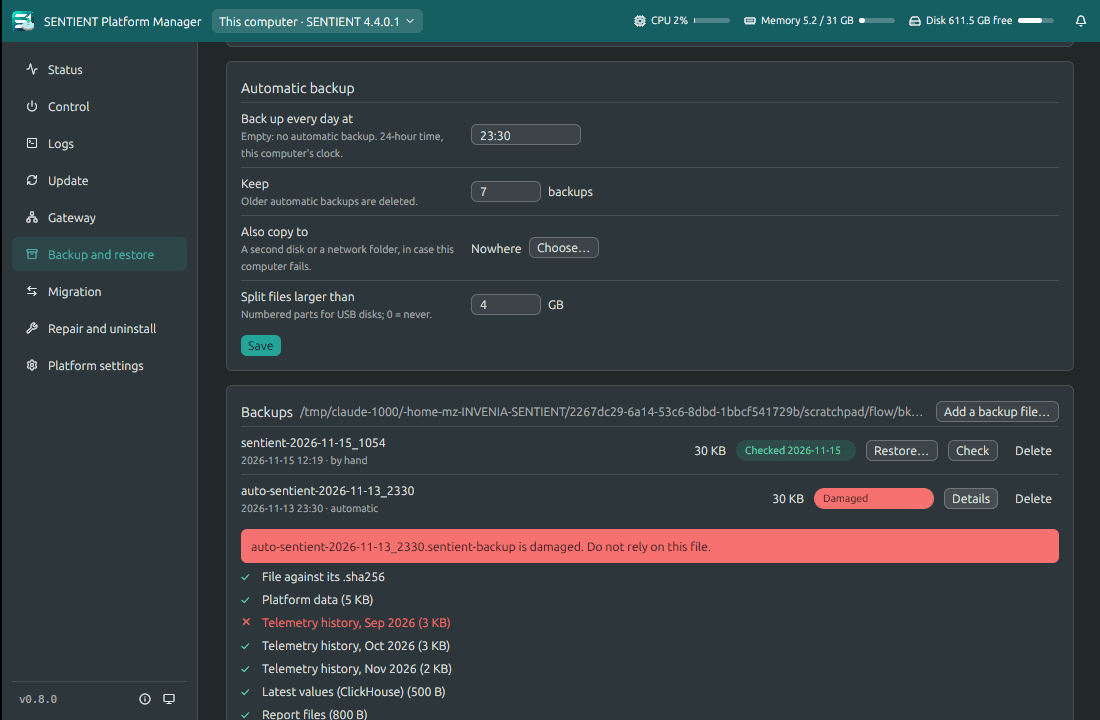 SENTIENT Platform Manager
This computer · SENTIENT 4.4.0.1
CPU 2%
Memory 5.2 / 31 GB
Disk 611.5 GB free
Status
Control
Logs
Update
Gateway
Backup and restore
Migration
Repair and uninstall
Platform settings
v0.8.0
Automatic backup
Back up every day at
Empty: no automatic backup. 24-hour time,
this computer's clock.
23:30
Keep
Older automatic backups are deleted.
7 backups
Also copy to
A second disk or a network folder, in case this
computer fails.
Nowhere Choose...
Split files larger than
Numbered parts for USB disks; 0 = never.
4 GB
Save
Backups /tmp/claude-1000/-home-mz-INVENIA-SENTIENT/2267dc29-6a14-53c6-8dbd-1bbcf541729b/scratchpad/flow/bk... Add a backup file...
sentient-2026-11-15_1054
2026-11-15 12:19 · by hand
30 KB Checked 2026-11-15 Restore... Check Delete
auto-sentient-2026-11-13_2330
2026-11-13 23:30 · automatic
30 KB Damaged Details Delete
auto-sentient-2026-11-13_2330.sentient-backup is damaged. Do not rely on this file.
File against its .sha256
Platform data (5 KB)
Telemetry history, Sep 2026 (3 KB)
Telemetry history, Oct 2026 (3 KB)
Telemetry history, Nov 2026 (2 KB)
Latest values (ClickHouse) (500 B)
Report files (800 B)